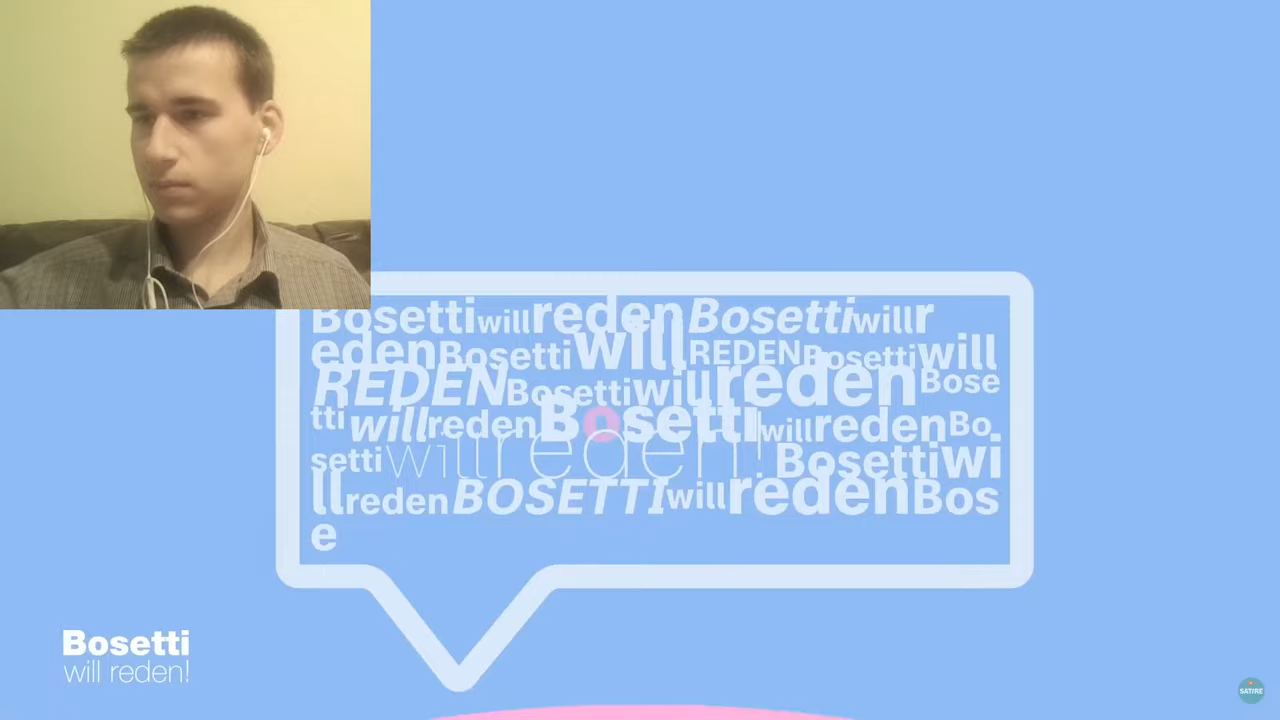 BosettiwillredenBosettiwillr
edenBosettiwillREDENBosettiwill
REDENBosettiwillredenBose
ttiwillredenBosettiwillredenBo
settiwillreden!Bosettiwi
llredenBOSETTIwillredenBos
e
Bosetti
will reden!
SATIRE